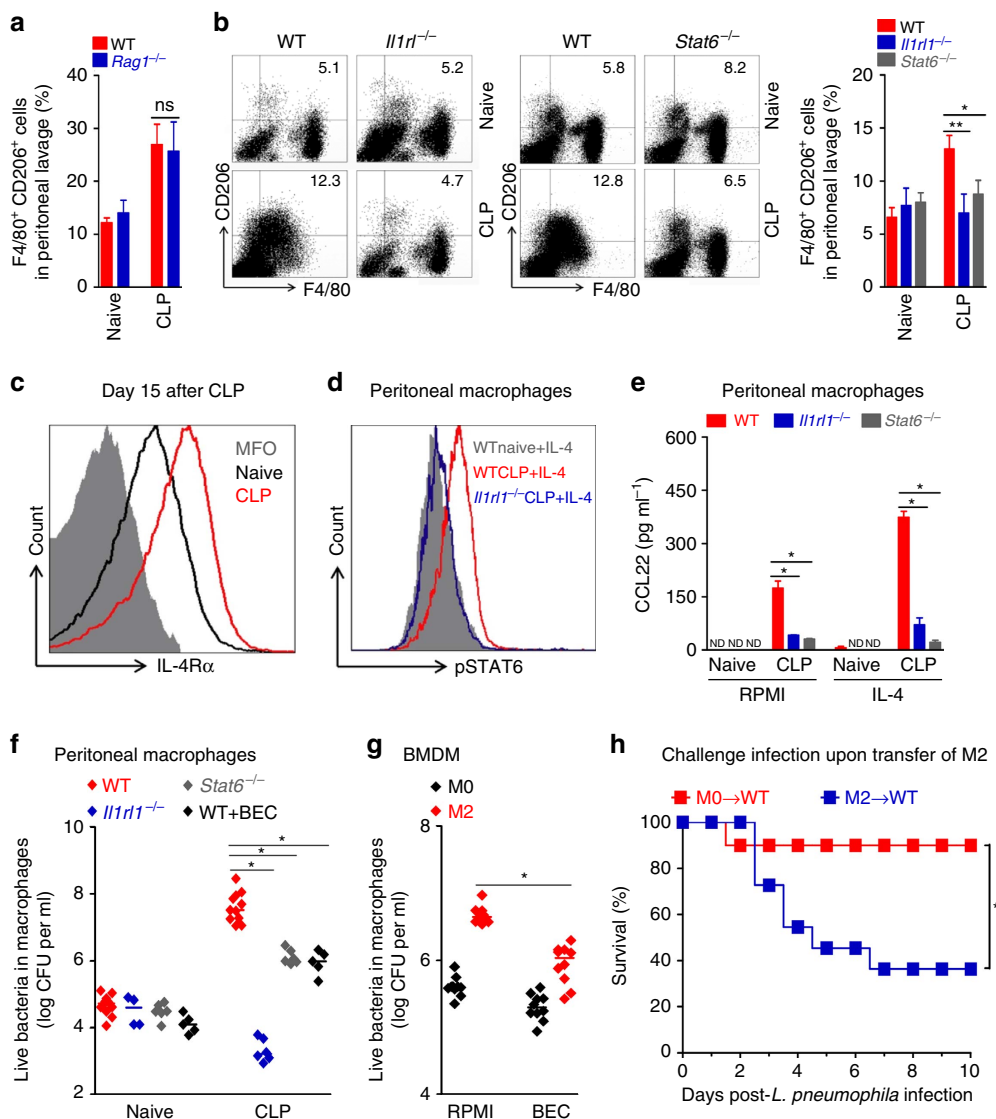 a
WT
Rag1–/–
F4/80+ CD206+ cells
in peritoneal lavage (%)
40
30
20
10
0
ns
Naive
CLP
b
WT
Il1rl–/–
5.1
5.2
Naive
12.3
4.7
CLP
CD206
F4/80
WT
Stat6–/–
5.8
8.2
Naive
12.8
6.5
CLP
CD206
F4/80
WT
Il1rl1–/–
Stat6–/–
F4/80+ CD206+ cells
in peritoneal lavage (%)
20
15
10
5
0
*
**
Naive
CLP
c
Day 15 after CLP
MFO
Naive
CLP
Count
IL-4Rα
d
Peritoneal macrophages
WTnaive+IL-4
WTCLP+IL-4
Il1rl1–/–CLP+IL-4
Count
pSTAT6
e
Peritoneal macrophages
WT
Il1rl1–/–
Stat6–/–
CCL22 (pg ml–1)
600
450
300
150
0
ND ND ND
*
*
ND ND
*
*
Naive CLP Naive CLP
RPMI IL-4
f
Peritoneal macrophages
WT
Stat6–/–
Il1rl1–/–
WT+BEC
Live bacteria in macrophages
(log CFU per ml)
10
8
6
4
2
*
*
*
Naive CLP
g
BMDM
M0
M2
Live bacteria in macrophages
(log CFU per ml)
8
6
4
*
RPMI BEC
h
Challenge infection upon transfer of M2
M0→WT
M2→WT
Survival (%)
100
80
60
40
20
0
*
0 2 4 6 8 10
Days post-L. pneumophila infection